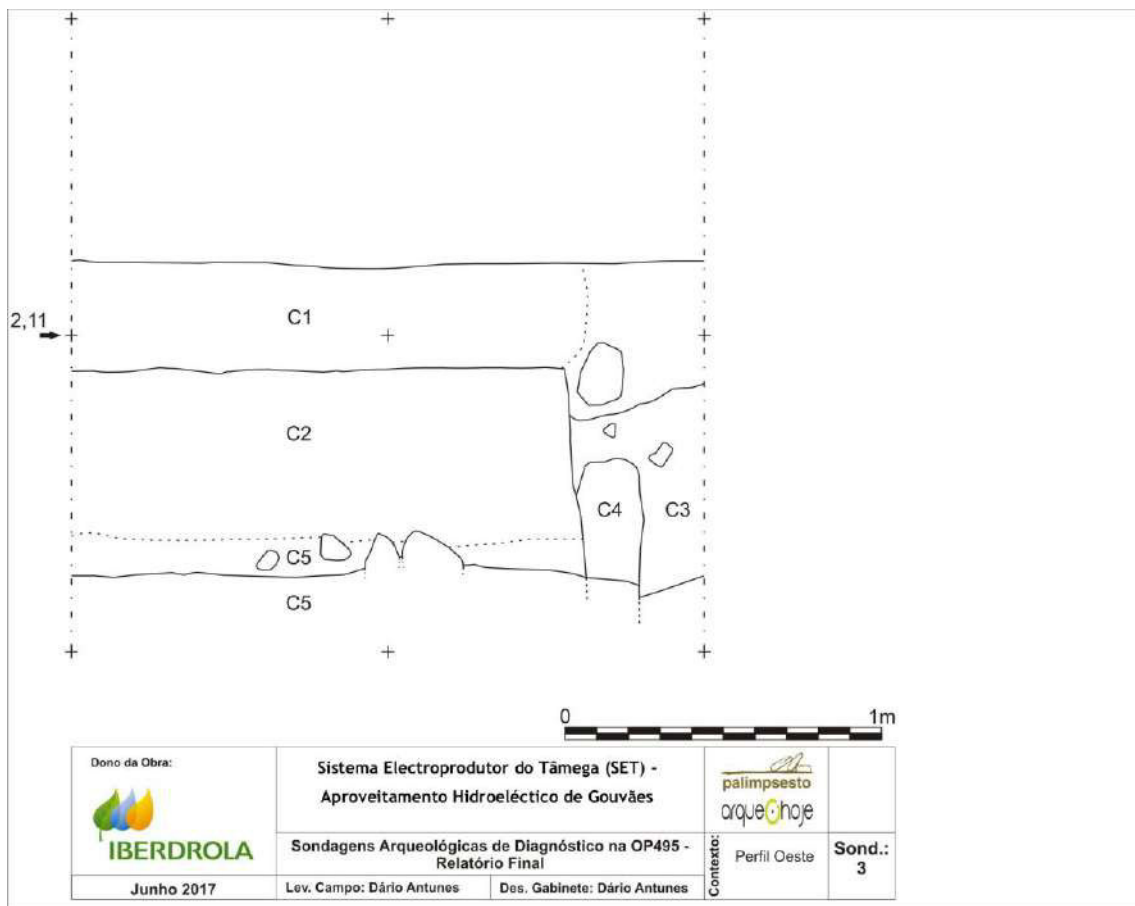 2,11
C1
C2
C4
C3
C5
C5
0 1m
Dono da Obra:
IBERDROLA
Junho 2017
Sistema Electroprodutor do Tâmega (SET) -
Aproveitamento Hidroeléctico de Gouvães
Sondagens Arqueológicas de Diagnóstico na OP495 -
Relatório Final
Lev. Campo: Dário Antunes
Des. Gabinete: Dário Antunes
palimpsesto
arqueohoje
Contexto:
Perfil Oeste
Sond.:
3